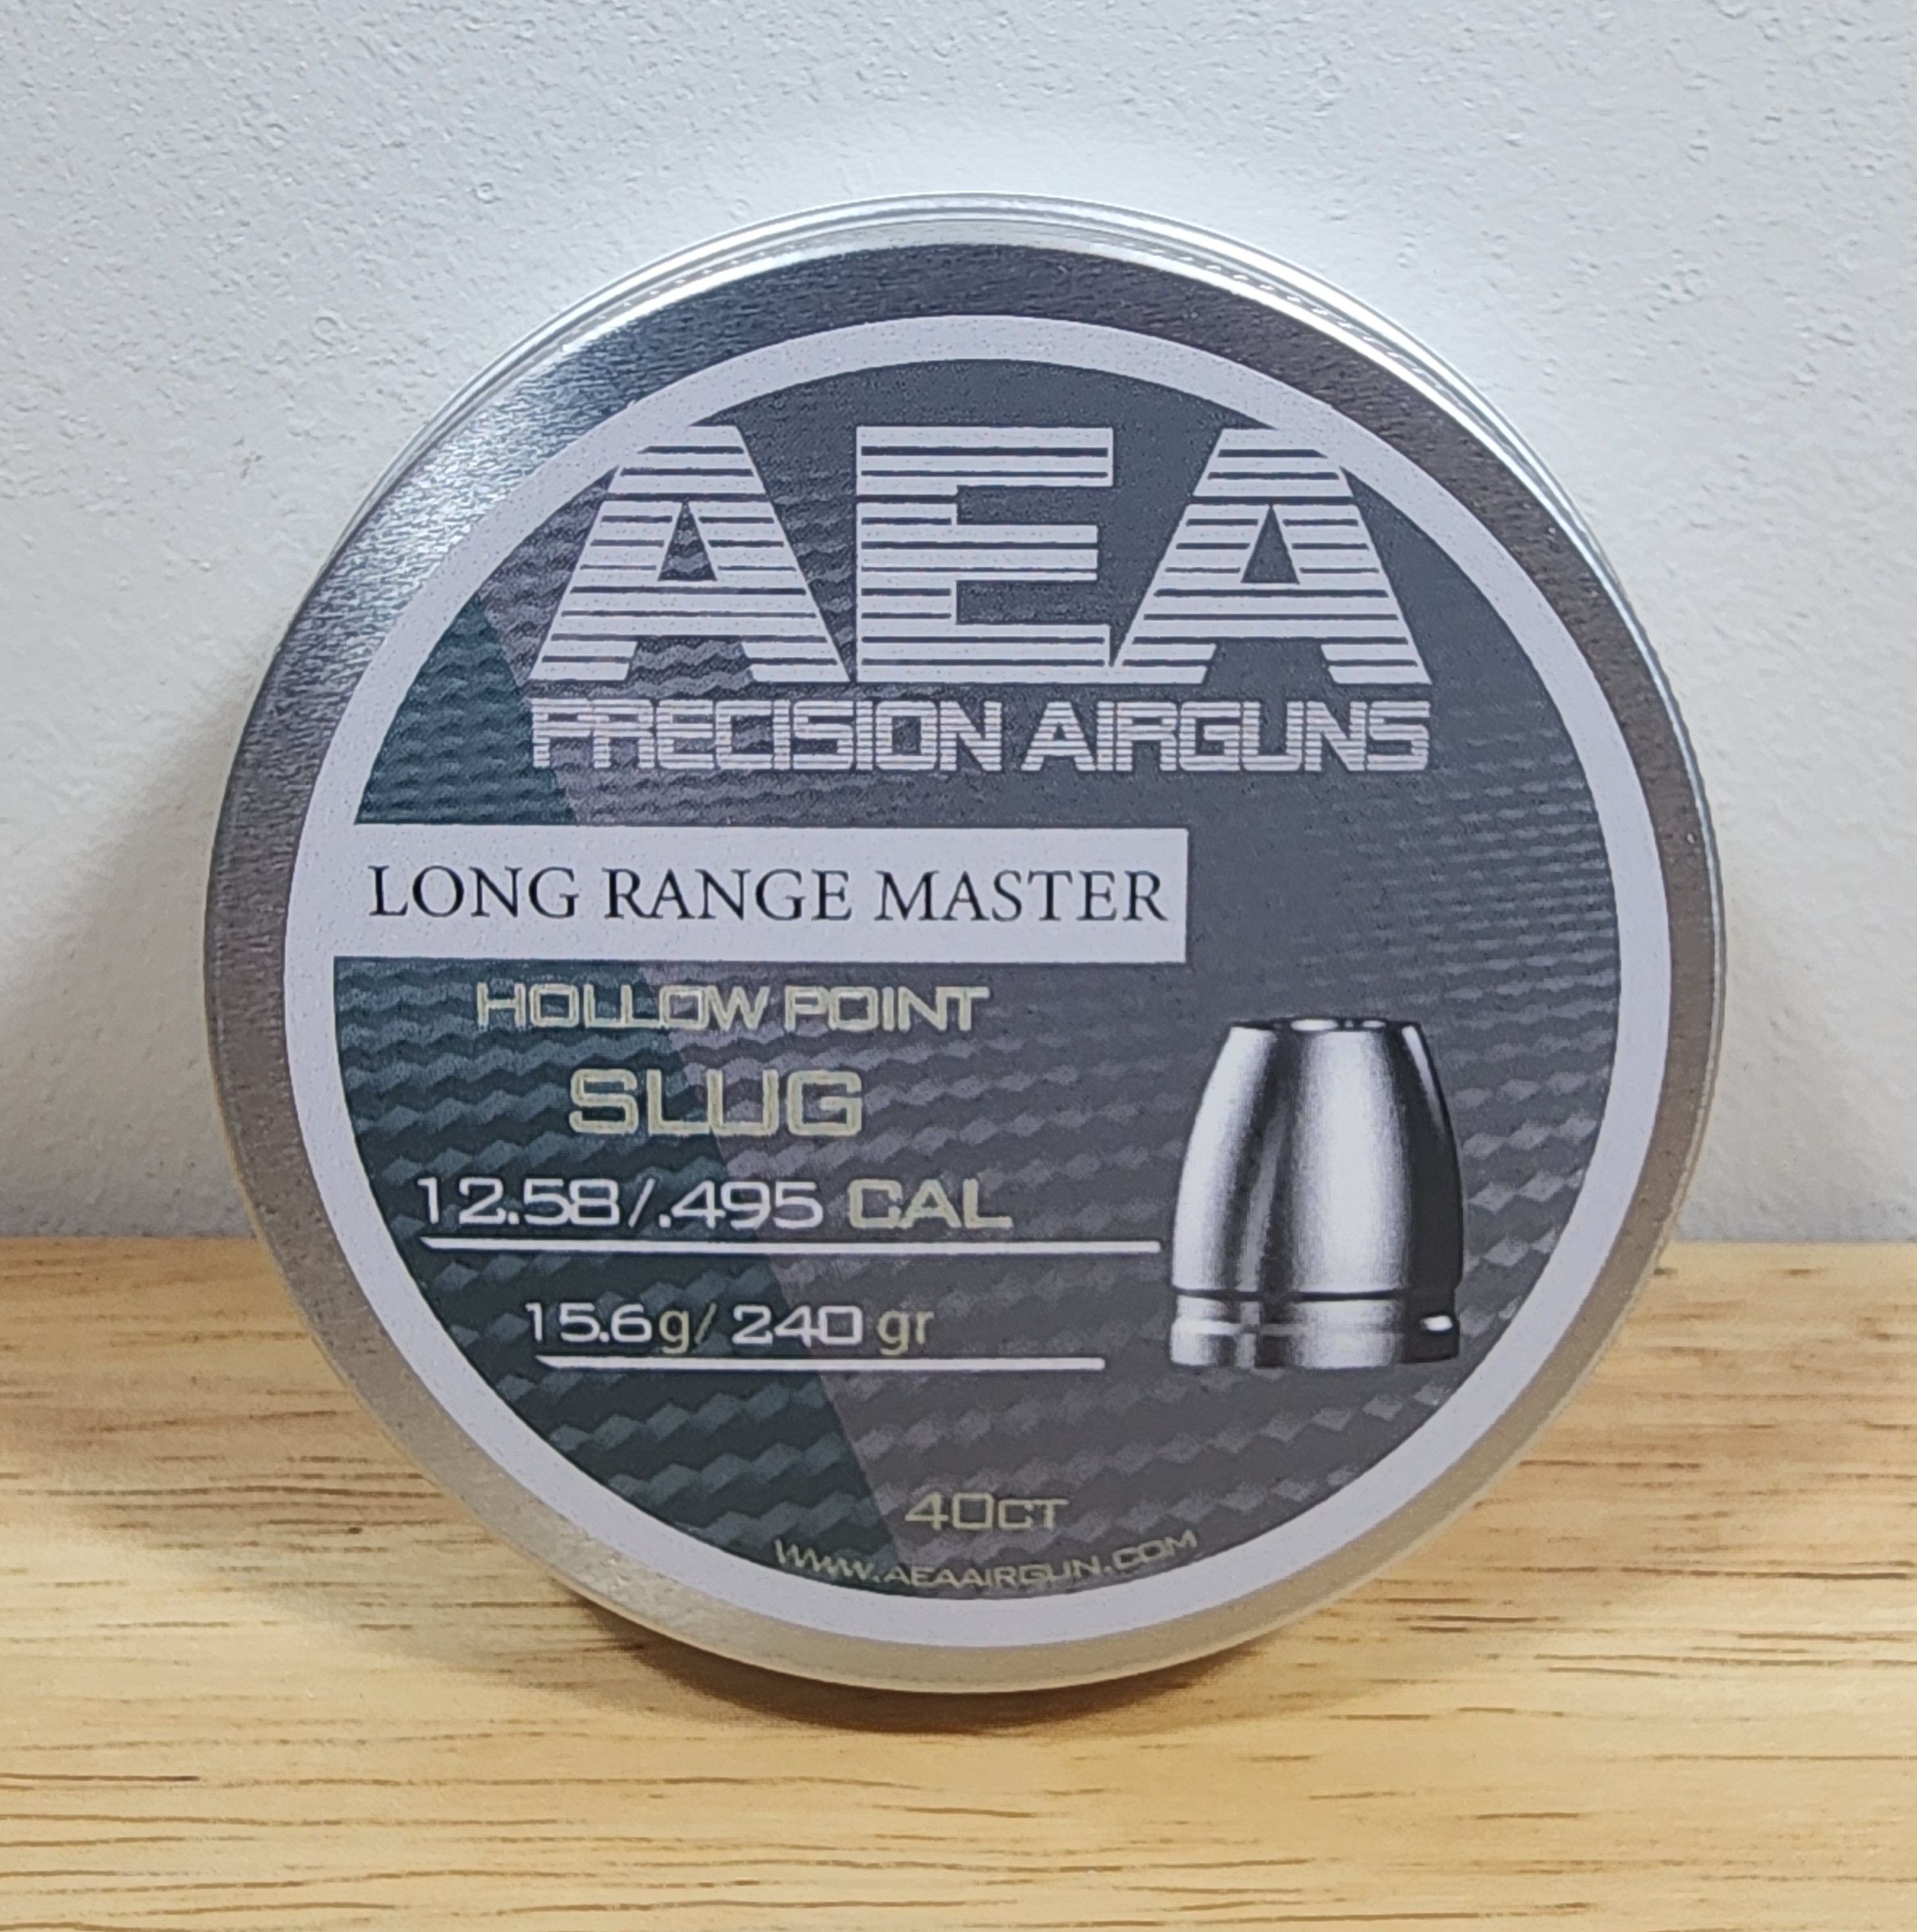 AEA
PRECISION AIRGUNS
LONG RANGE MASTER
HOLLOW POINT
SLUG
12.58/.495 CAL
15.6g/ 240 gr
40CT
WWW.AEAAIRGUN.COM